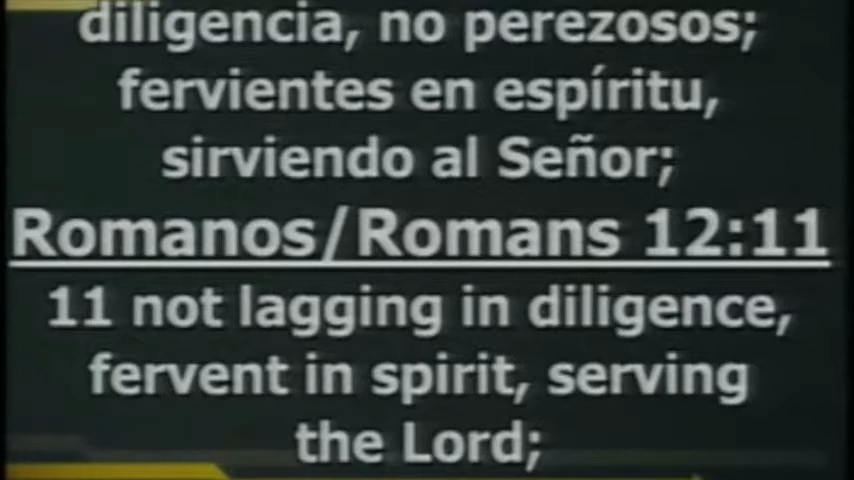 diligencia, no perezosos;
fervientes en espíritu,
sirviendo al Señor;
Romanos/Romans 12:11
11 not lagging in diligence,
fervent in spirit, serving
the Lord;